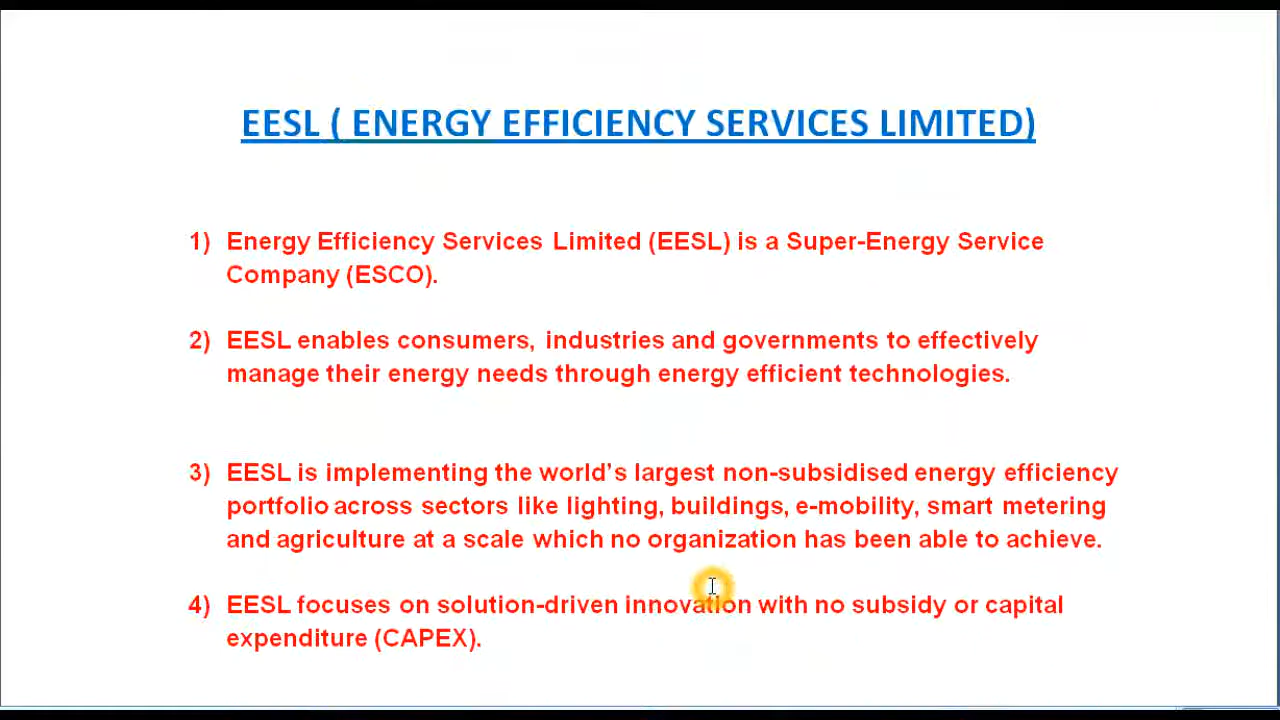 EESL ( ENERGY EFFICIENCY SERVICES LIMITED)
1) Energy Efficiency Services Limited (EESL) is a Super-Energy Service
Company (ESCO).
2) EESL enables consumers, industries and governments to effectively
manage their energy needs through energy efficient technologies.
3) EESL is implementing the world’s largest non-subsidised energy efficiency
portfolio across sectors like lighting, buildings, e-mobility, smart metering
and agriculture at a scale which no organization has been able to achieve.
4) EESL focuses on solution-driven innovation with no subsidy or capital
expenditure (CAPEX).